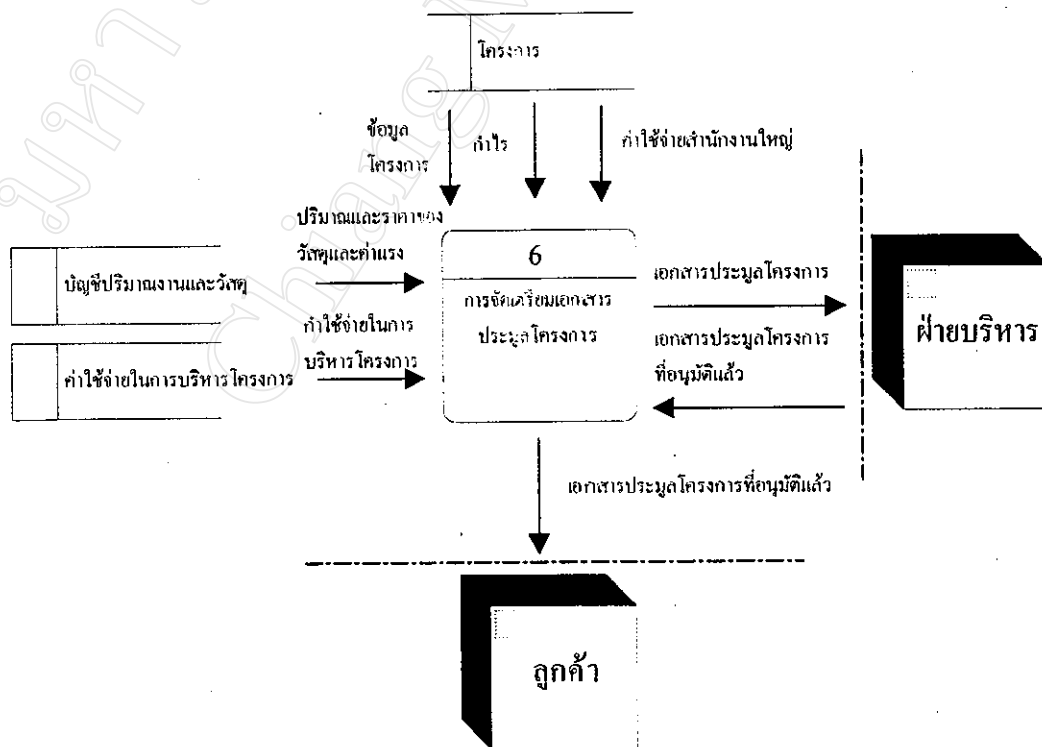 โครงการ
ข้อมูล
โครงการ
กำไร
ค่าใช้จ่ายสำนักงานใหญ่
ปริมาณและราคาของ
วัสดุและค่าแรง
บัญชีปริมาณงานและวัสดุ
6
การจัดเตรียมเอกสาร
ประมูลโครงการ
เอกสารประมูลโครงการ
ฝ่ายบริหาร
ค่าใช้จ่ายในการ
บริหารโครงการ
ค่าใช้จ่ายในการบริหารโครงการ
เอกสารประมูลโครงการ
ที่อนุมัติแล้ว
เอกสารประมูลโครงการที่อนุมัติแล้ว
ลูกค้า
Chiang